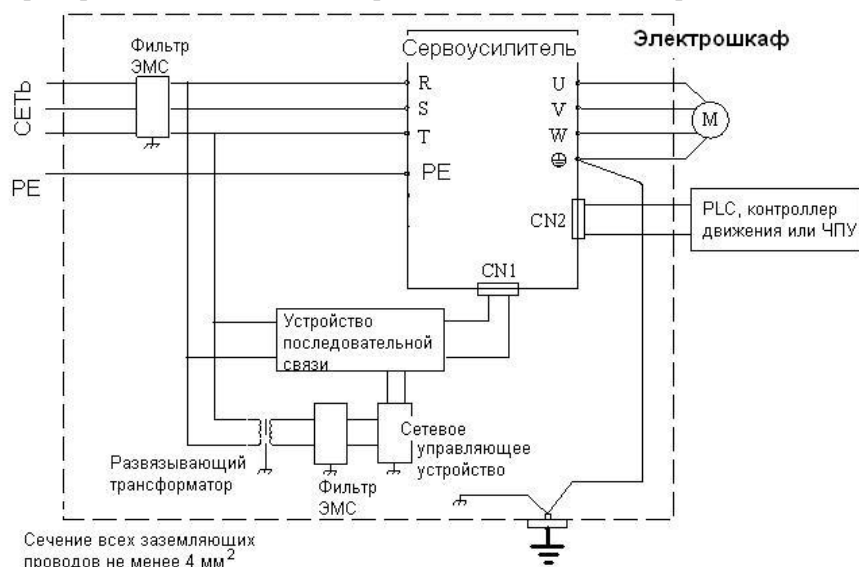 Фильтр
ЭМС
Сервоусилитель
Электрошкаф
СЕТЬ
R
S
T
PE
PE
U
V
W
M
CN2
PLC, контроллер
движения или ЧПУ
CN1
Устройство
последовательной
связи
Сетевое
управляющее
устройство
Развязывающий
трансформатор
Фильтр
ЭМС
Сечение всех заземляющих
проводов не менее 4 мм²